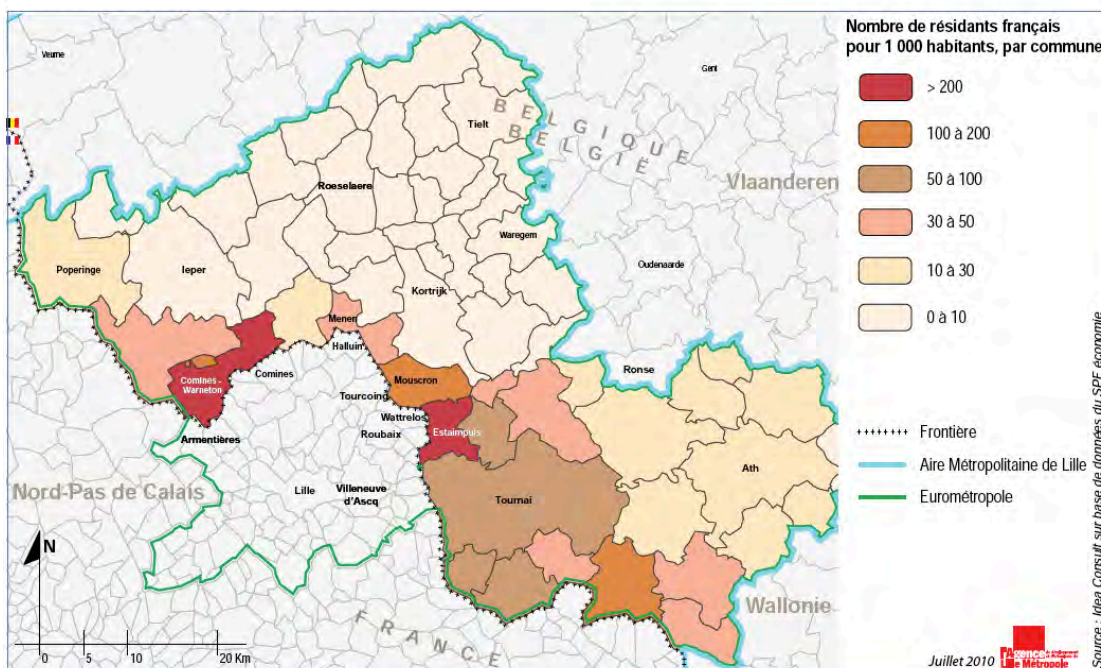 Nombre de résidants français
pour 1 000 habitants, par commune
> 200
100 à 200
50 à 100
30 à 50
10 à 30
0 à 10
Frontière
Aire Métropolitaine de Lille
Eurométropole
Veurne
Gent
Tielt
BELGIQUE
BELGIË
Roeselaere
Vlaanderen
Waregem
Poperinge
Ieper
Oudenaarde
Kortrijk
Menen
Halluin
Ronse
Comines
Comines -
Warneton
Mouscron
Tourcoing
Wattrelos
Estaimpuis
Roubaix
Armentières
Ath
Nord-Pas de Calais
Lille
Villeneuve
d'Ascq
Tournai
N
Wallonie
FRANCE
0 5 10 20 Km
Juillet 2010
Agence
de Métropole
Source : Idea Consult sur base de données du SPF économie